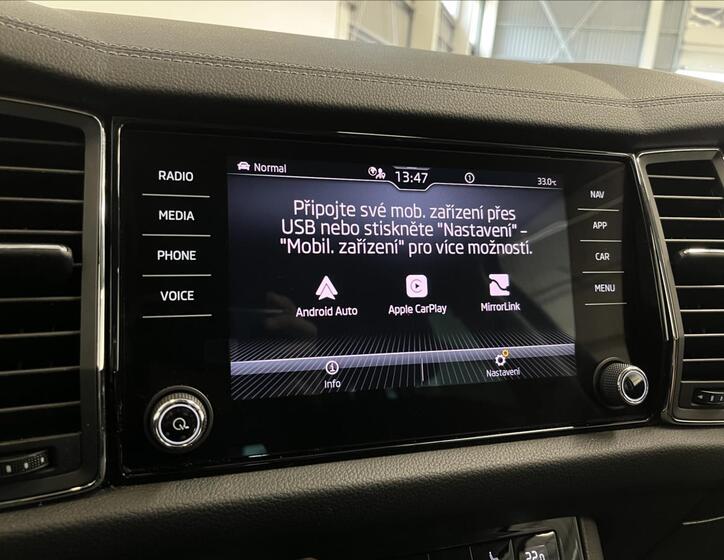 RADIO
MEDIA
PHONE
VOICE
Normal
13:47
33.0°C
Připojte své mob. zařízení přes
USB nebo stiskněte "Nastavení" -
"Mobil. zařízení" pro více možností.
Android Auto
Apple CarPlay
MirrorLink
Info
Nastavení
NAV
APP
CAR
MENU